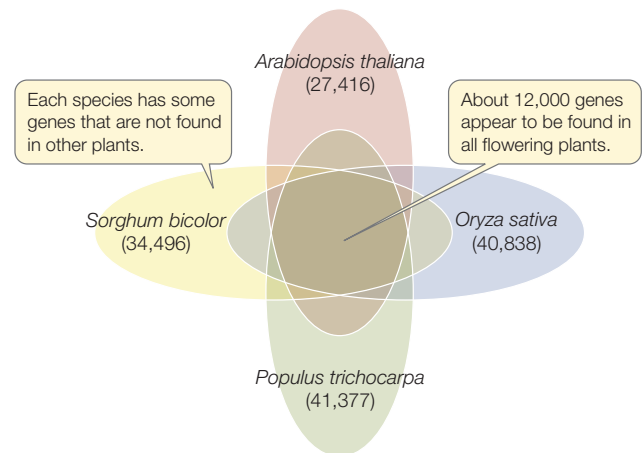 Arabidopsis thaliana
(27,416)
Each species has some
genes that are not found
in other plants.
About 12,000 genes
appear to be found in
all flowering plants.
Sorghum bicolor
(34,496)
Oryza sativa
(40,838)
Populus trichocarpa
(41,377)